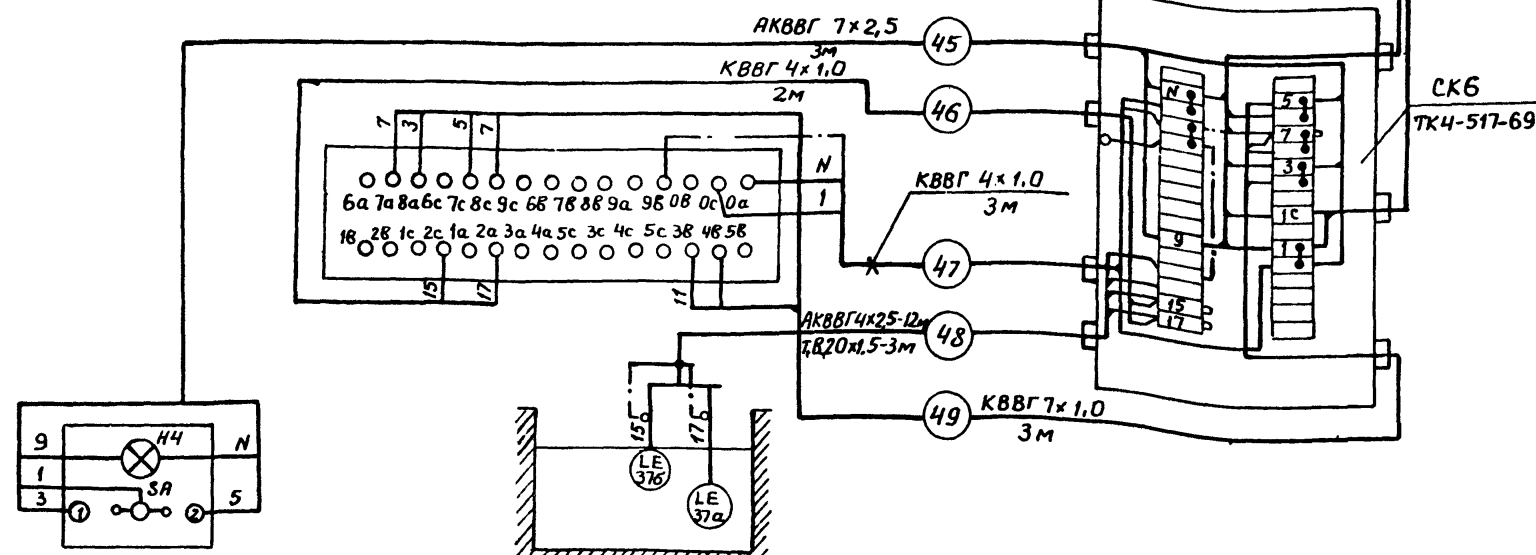 АКВВГ 7×2,5
3м
45
КВВГ 4×1,0
2м
46
СК6
ТК4-517-69
7 3 5 7
N
1
6а 7а 8а 6с 7с 8с 9с 6в 7в 8в 9а 9в 0в 0с 0а
1в 2в 1с 2с 1а 2а 3а 4а 5с 3с 4с 5с 3в 4в 5в
15 17 11
КВВГ 4×1.0
3м
47
АКВВГ4×2,5-12м
Т,В,20×1.5-3м
48
49
КВВГ 7×1,0
3м
N
9
15
17
5
7
3
1с
1
15 17
LE
37б
LE
37а
9
1
3
Н4
SA
1
2
N
5